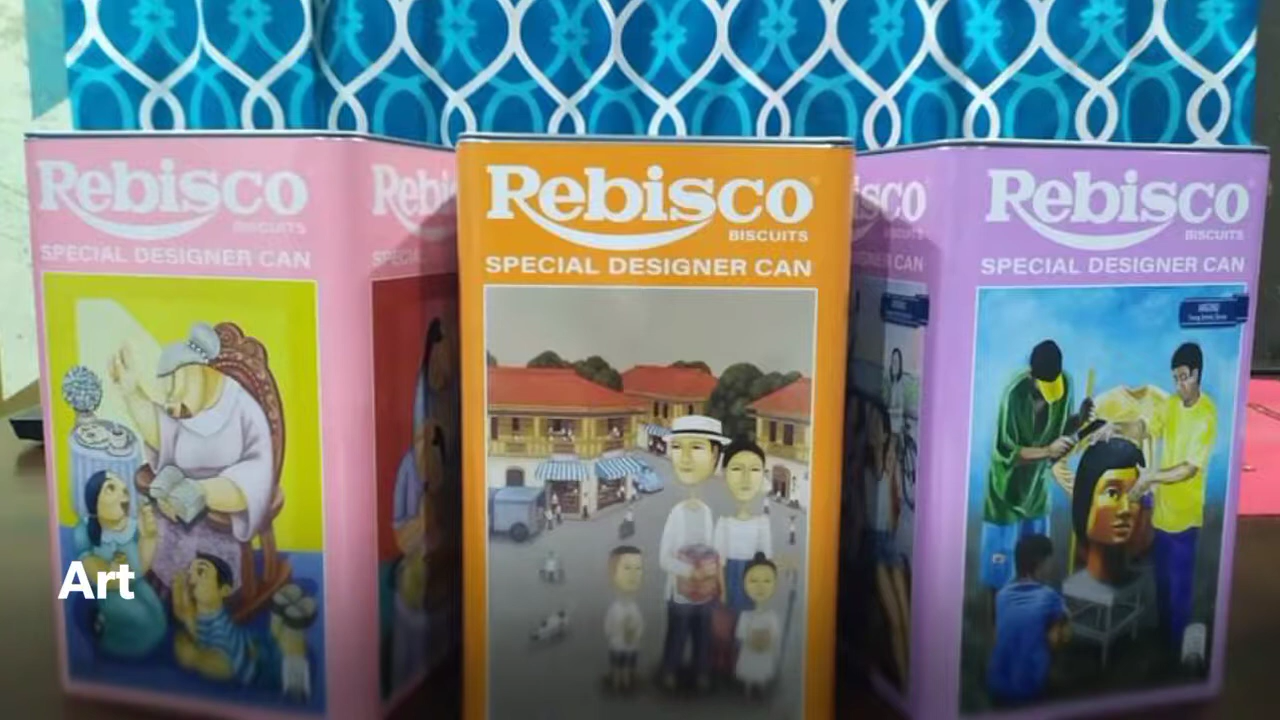 Rebisco
BISCUITS
SPECIAL DESIGNER CAN
Rebisco
BISCUITS
SPECIAL DESIGNER CAN
Rebisco
BISCUITS
SPECIAL DESIGNER CAN
Art